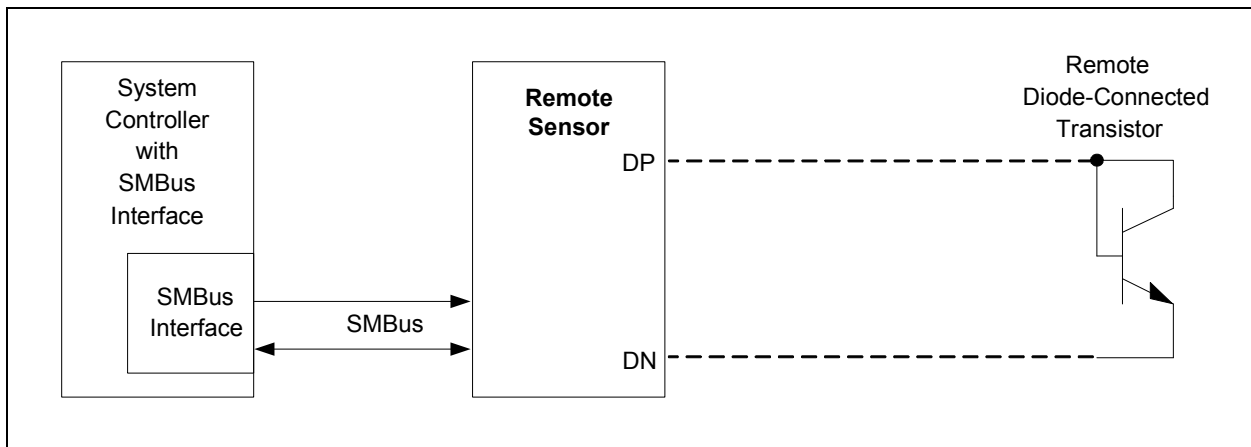 System
Controller
with
SMBus
Interface
SMBus
Interface
SMBus
Remote
Sensor
DP
DN
Remote
Diode-Connected
Transistor